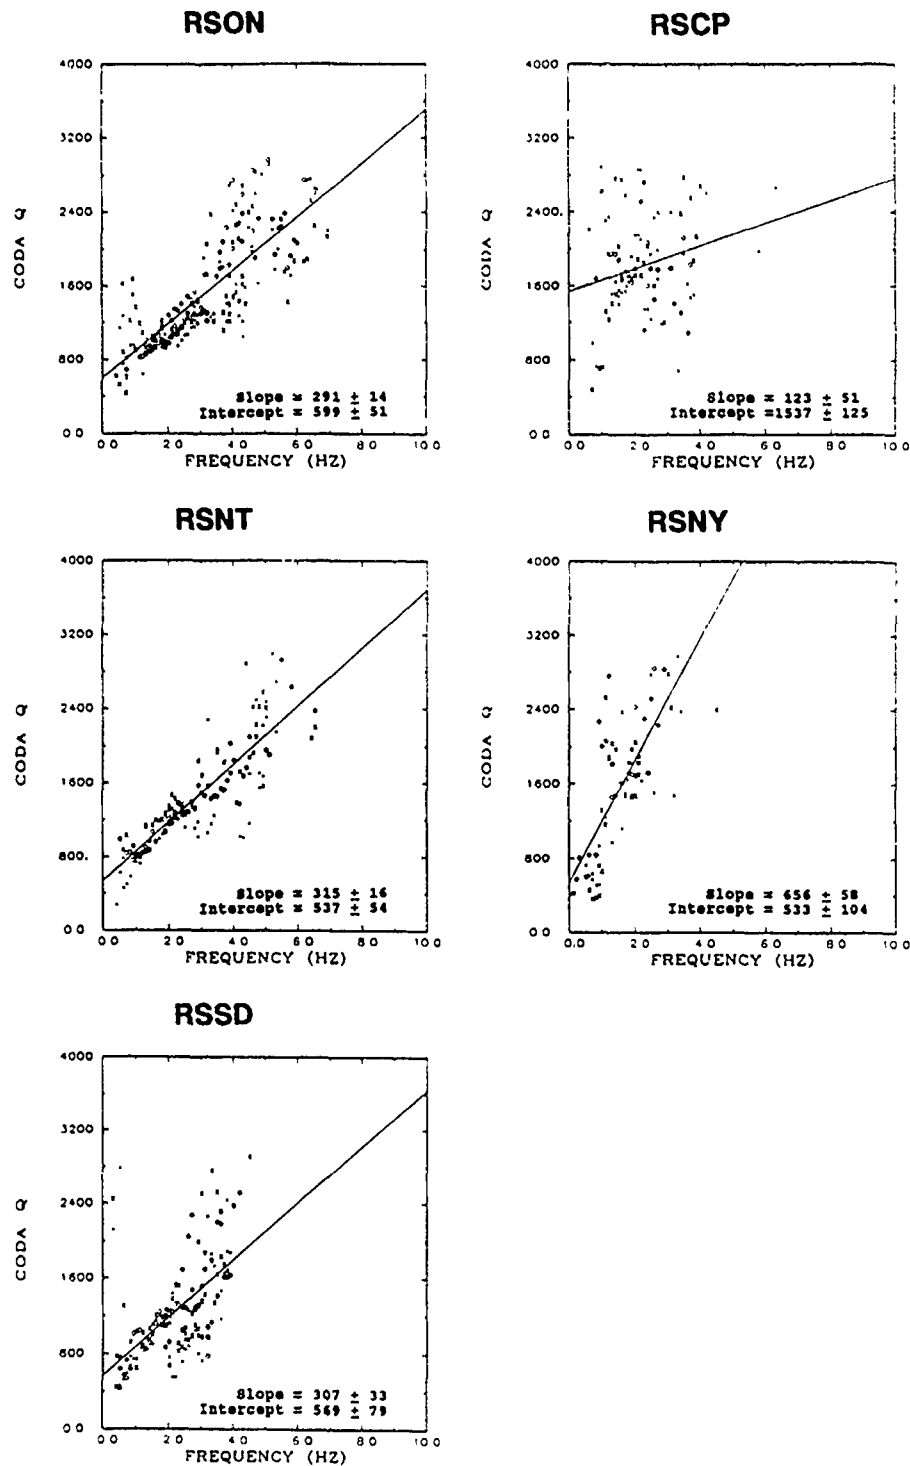 RSON
4000
3200
2400
1600
800
0.0
CODA Q
Slope = 291 ± 14
Intercept = 599 ± 51
0.0 2.0 4.0 6.0 8.0 10.0
FREQUENCY (HZ)
RSCP
4000
3200
2400.
1600
800
0.0
CODA Q
Slope = 123 ± 51
Intercept =1537 ± 125
0.0 2.0 4.0 6.0 8.0 10.0
FREQUENCY (HZ)
RSNT
4000
3200
2400
1600
800.
0.0
CODA Q
Slope = 315 ± 16
Intercept = 537 ± 54
0.0 2.0 4.0 6.0 8.0 10.0
FREQUENCY (HZ)
RSNY
4000
3200
2400
1600
800
0.0
CODA Q
Slope = 656 ± 58
Intercept = 533 ± 104
0.0 2.0 4.0 6.0 8.0 10.0
FREQUENCY (HZ)
RSSD
4000
3200
2400
1600
800
0.0
CODA Q
Slope = 307 ± 33
Intercept = 569 ± 79
0.0 2.0 4.0 6.0 8.0 10.0
FREQUENCY (HZ)